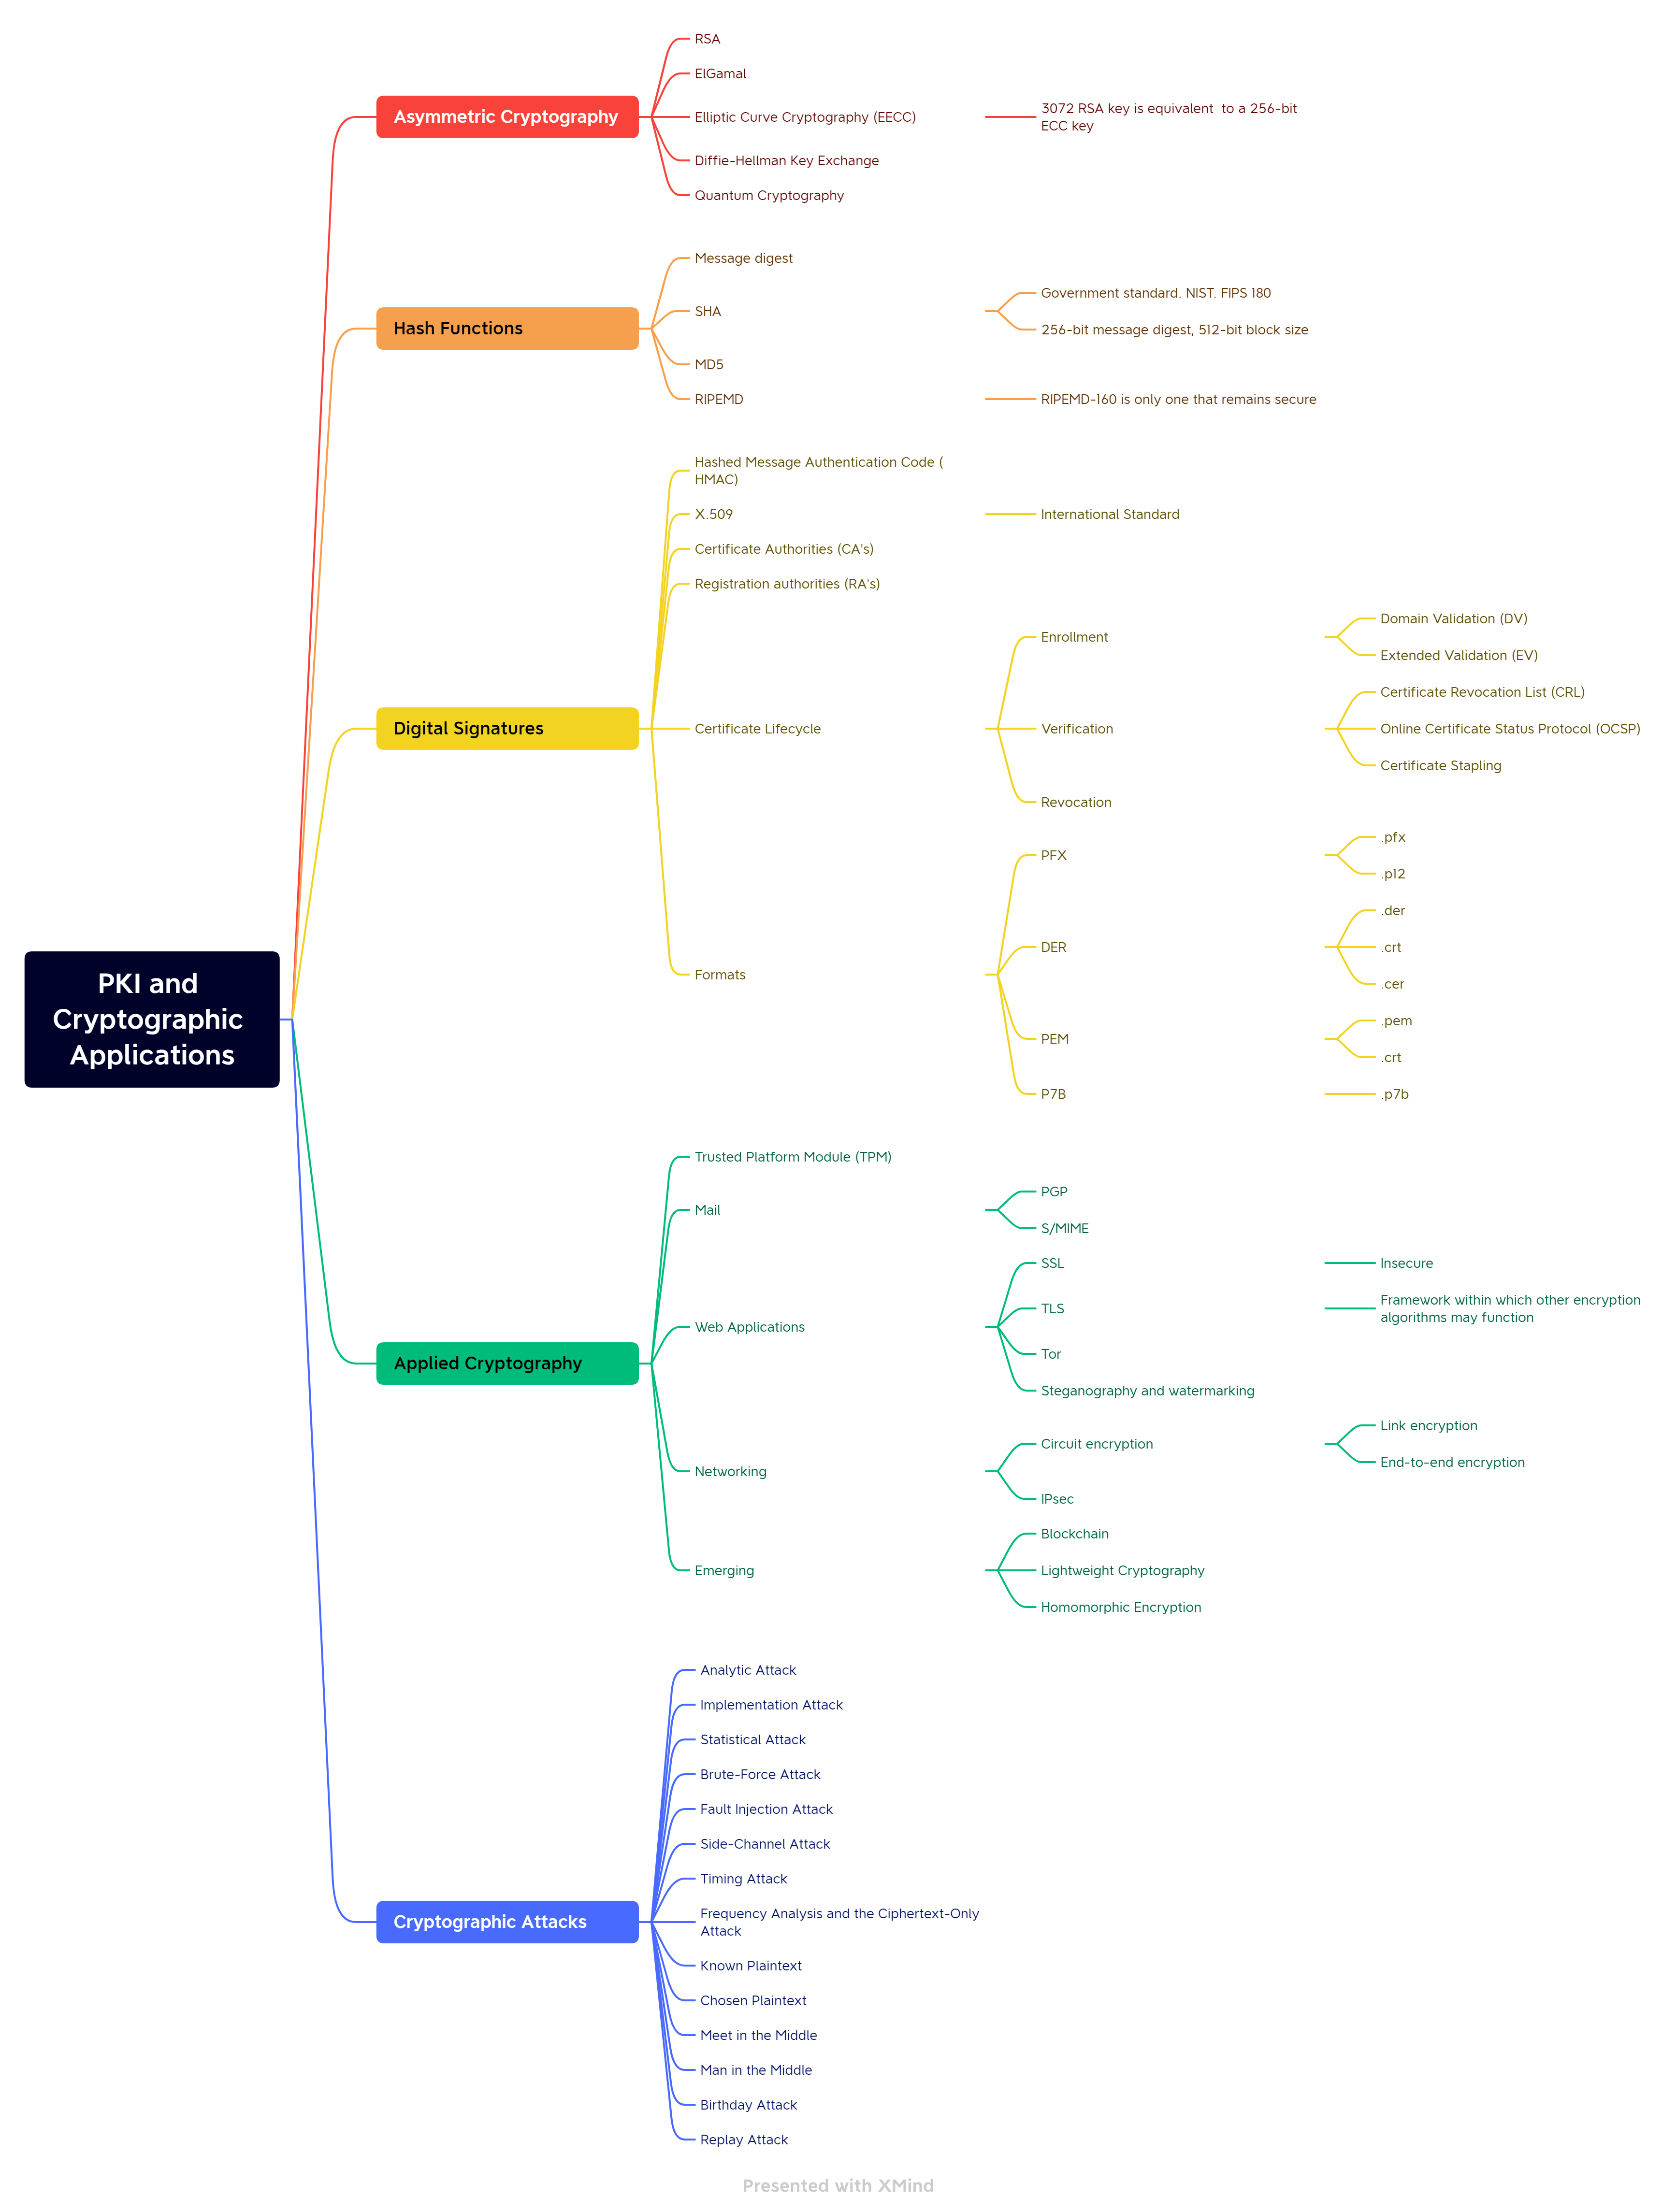 RSA
ElGamal
Asymmetric Cryptography
Elliptic Curve Cryptography (EECC)
3072 RSA key is equivalent to a 256-bit
ECC key
Diffie-Hellman Key Exchange
Quantum Cryptography
Message digest
Hash Functions
SHA
Government standard. NIST. FIPS 180
256-bit message digest, 512-bit block size
MD5
RIPEMD
RIPEMD-160 is only one that remains secure
Hashed Message Authentication Code (
HMAC)
X.509
International Standard
Certificate Authorities (CA's)
Registration authorities (RA's)
Digital Signatures
Certificate Lifecycle
Enrollment
Domain Validation (DV)
Extended Validation (EV)
Verification
Certificate Revocation List (CRL)
Online Certificate Status Protocol (OCSP)
Certificate Stapling
Revocation
Formats
PFX
.pfx
.p12
DER
.der
.crt
.cer
PEM
.pem
.crt
P7B
.p7b
PKI and
Cryptographic
Applications
Trusted Platform Module (TPM)
Mail
PGP
S/MIME
Applied Cryptography
Web Applications
SSL
Insecure
TLS
Framework within which other encryption
algorithms may function
Tor
Steganography and watermarking
Networking
Circuit encryption
Link encryption
End-to-end encryption
IPsec
Emerging
Blockchain
Lightweight Cryptography
Homomorphic Encryption
Cryptographic Attacks
Analytic Attack
Implementation Attack
Statistical Attack
Brute-Force Attack
Fault Injection Attack
Side-Channel Attack
Timing Attack
Frequency Analysis and the Ciphertext-Only
Attack
Known Plaintext
Chosen Plaintext
Meet in the Middle
Man in the Middle
Birthday Attack
Replay Attack
Presented with XMind